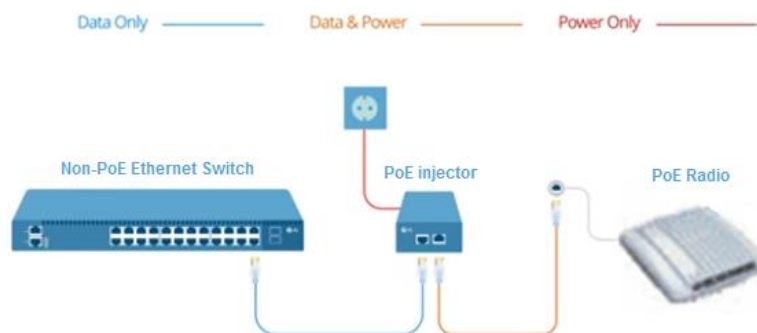 Data Only
Data & Power
Power Only
Non-PoE Ethernet Switch
PoE injector
PoE Radio